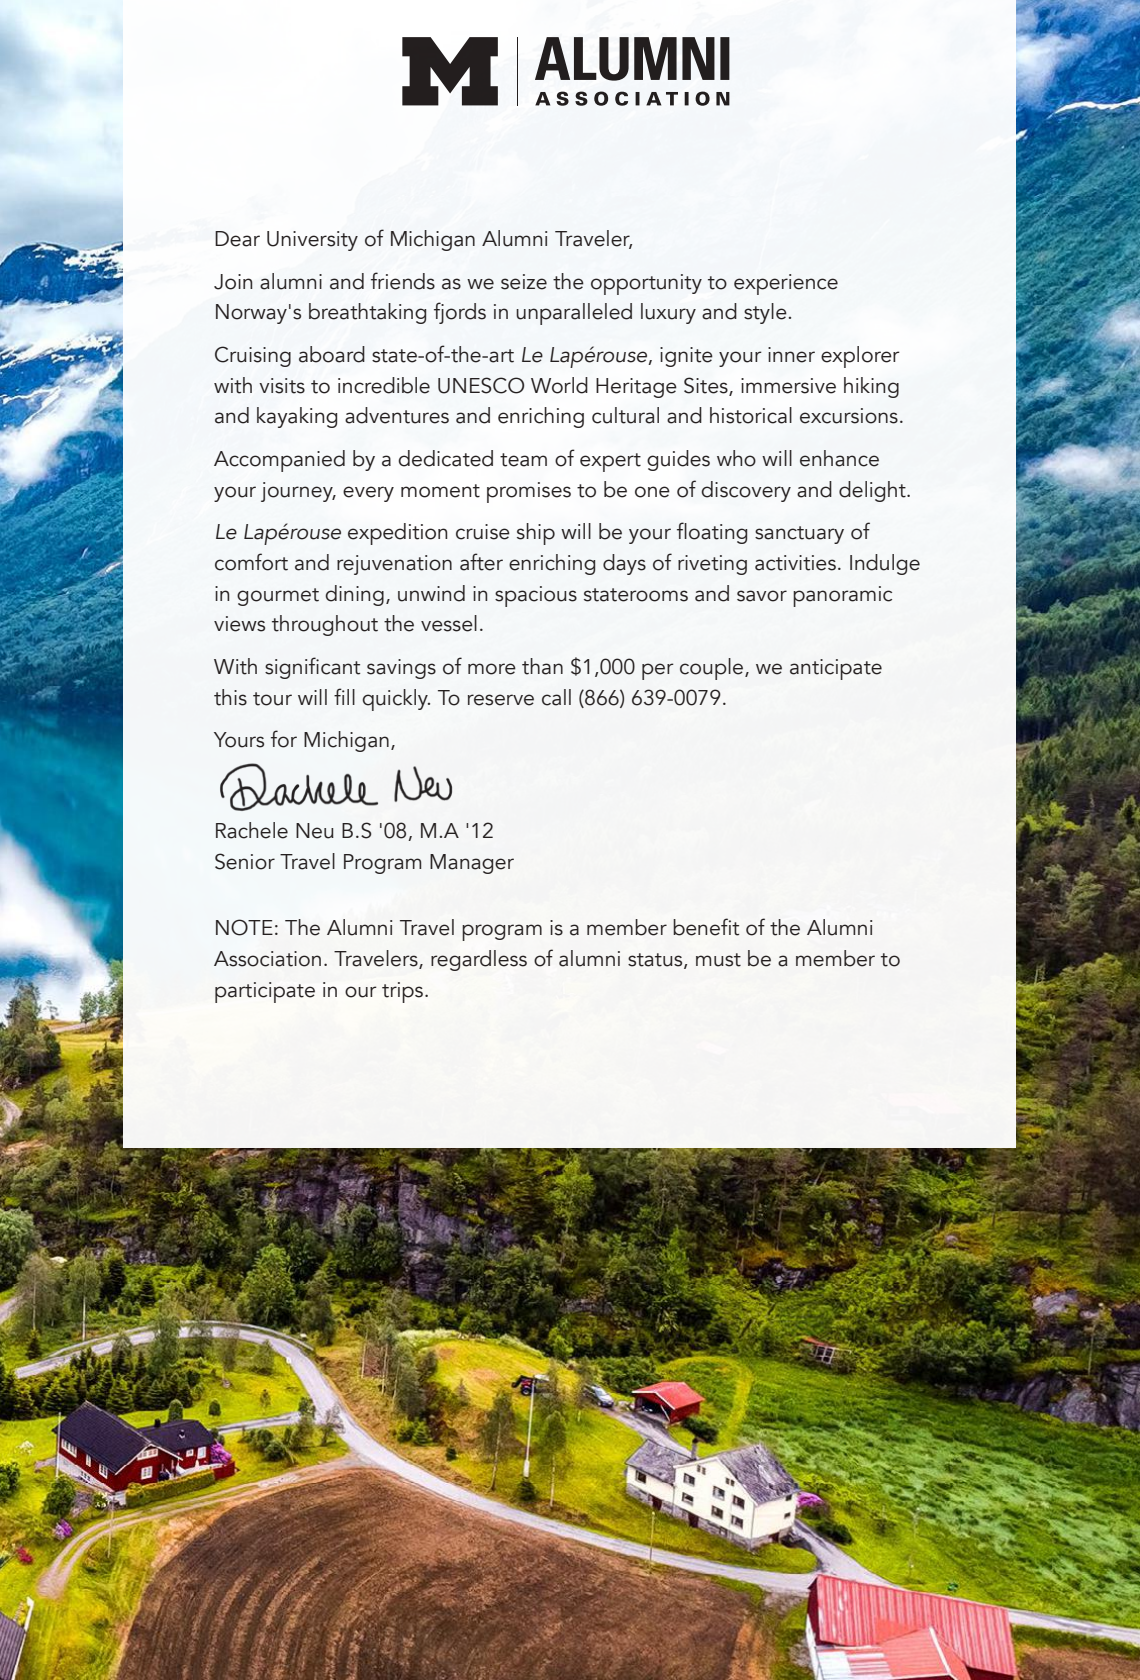 M ALUMNI
ASSOCIATION
Dear University of Michigan Alumni Traveler,
Join alumni and friends as we seize the opportunity to experience
Norway's breathtaking fjords in unparalleled luxury and style.
Cruising aboard state-of-the-art Le Lapérouse, ignite your inner explorer
with visits to incredible UNESCO World Heritage Sites, immersive hiking
and kayaking adventures and enriching cultural and historical excursions.
Accompanied by a dedicated team of expert guides who will enhance
your journey, every moment promises to be one of discovery and delight.
Le Lapérouse expedition cruise ship will be your floating sanctuary of
comfort and rejuvenation after enriching days of riveting activities. Indulge
in gourmet dining, unwind in spacious staterooms and savor panoramic
views throughout the vessel.
With significant savings of more than $1,000 per couple, we anticipate
this tour will fill quickly. To reserve call (866) 639-0079.
Yours for Michigan,
Rachele Neu
Rachele Neu B.S '08, M.A '12
Senior Travel Program Manager
NOTE: The Alumni Travel program is a member benefit of the Alumni
Association. Travelers, regardless of alumni status, must be a member to
participate in our trips.